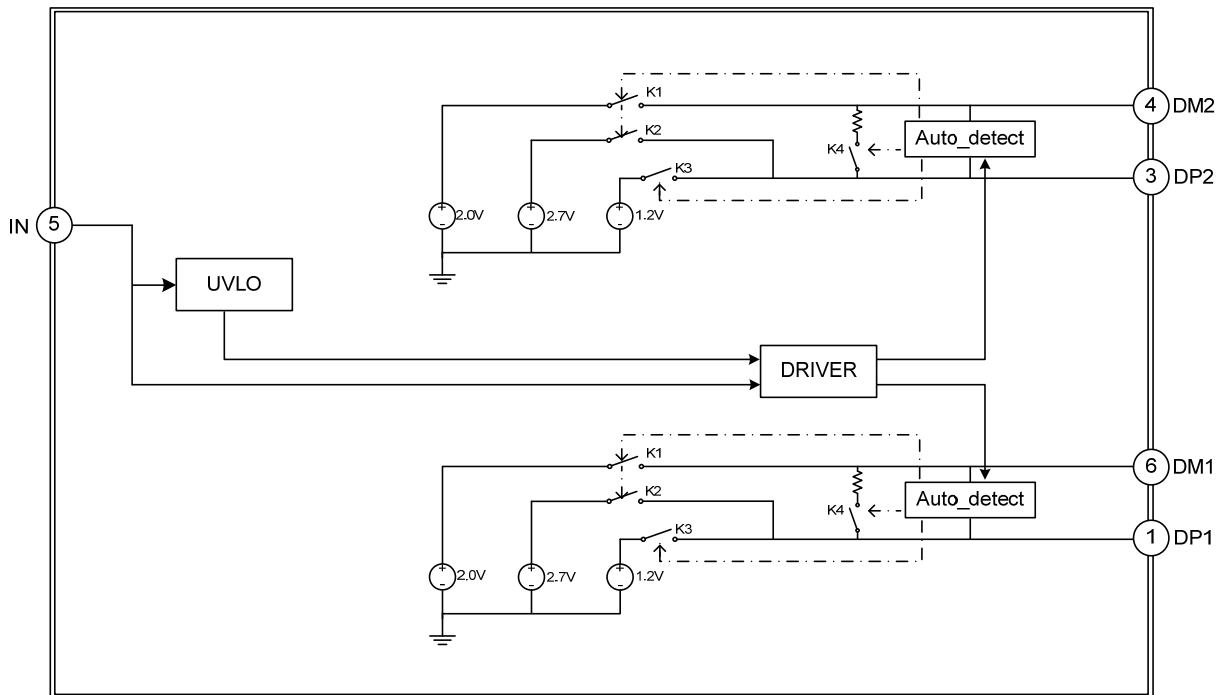 K1
4 DM2
K2
K4
Auto_detect
K3
3 DP2
IN 5
2.0V
2.7V
1.2V
UVLO
DRIVER
K1
6 DM1
K2
K4
Auto_detect
K3
1 DP1
2.0V
2.7V
1.2V